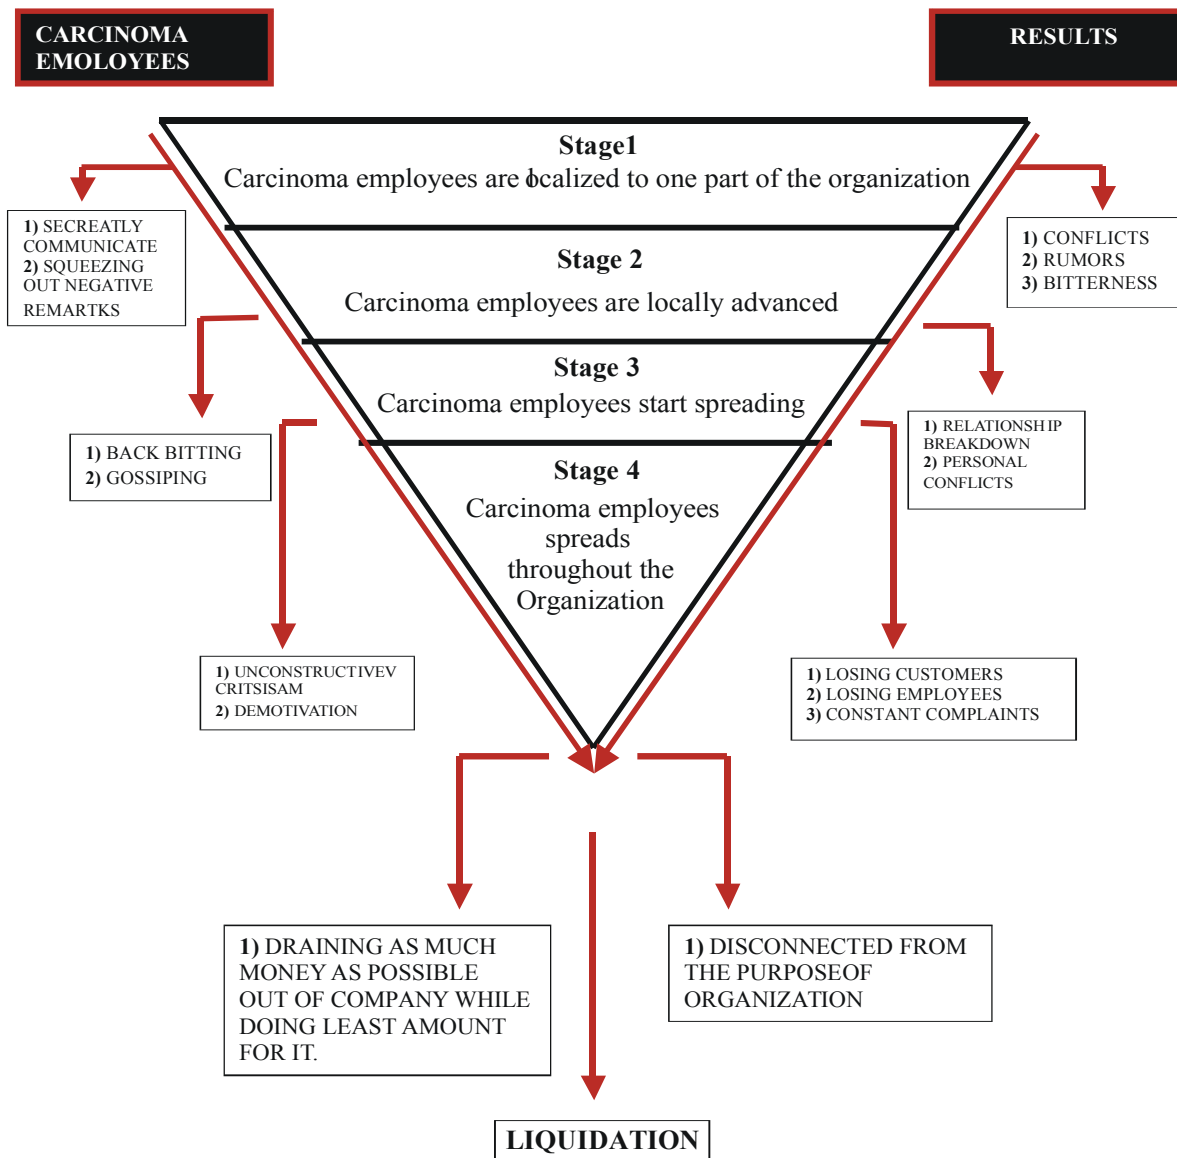 CARCINOMA
EMOLOYEES
RESULTS
Stage1
Carcinoma employees are localized to one part of the organization
1) SECREATLY
COMMUNICATE
2) SQUEEZING
OUT NEGATIVE
REMARTKS
1) CONFLICTS
2) RUMORS
3) BITTERNESS
Stage 2
Carcinoma employees are locally advanced
Stage 3
Carcinoma employees start spreading
1) BACK BITTING
2) GOSSIPING
1) RELATIONSHIP
BREAKDOWN
2) PERSONAL
CONFLICTS
Stage 4
Carcinoma employees
spreads
throughout the
Organization
1) UNCONSTRUCTIVEV
CRITSISAM
2) DEMOTIVATION
1) LOSING CUSTOMERS
2) LOSING EMPLOYEES
3) CONSTANT COMPLAINTS
1) DRAINING AS MUCH
MONEY AS POSSIBLE
OUT OF COMPANY WHILE
DOING LEAST AMOUNT
FOR IT.
1) DISCONNECTED FROM
THE PURPOSEOF
ORGANIZATION
LIQUIDATION